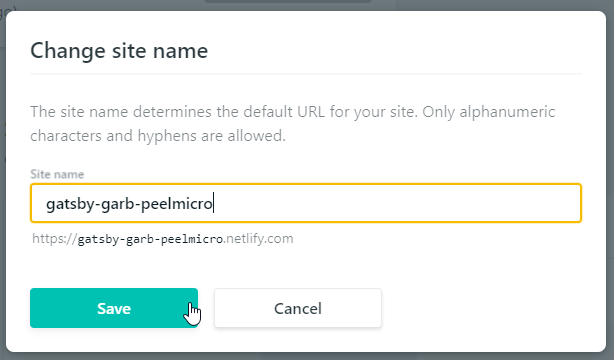 Change site name
The site name determines the default URL for your site. Only alphanumeric
characters and hyphens are allowed.
Site name
gatsby-garb-peelmicro
https://gatsby-garb-peelmicro.netlify.com
Save Cancel